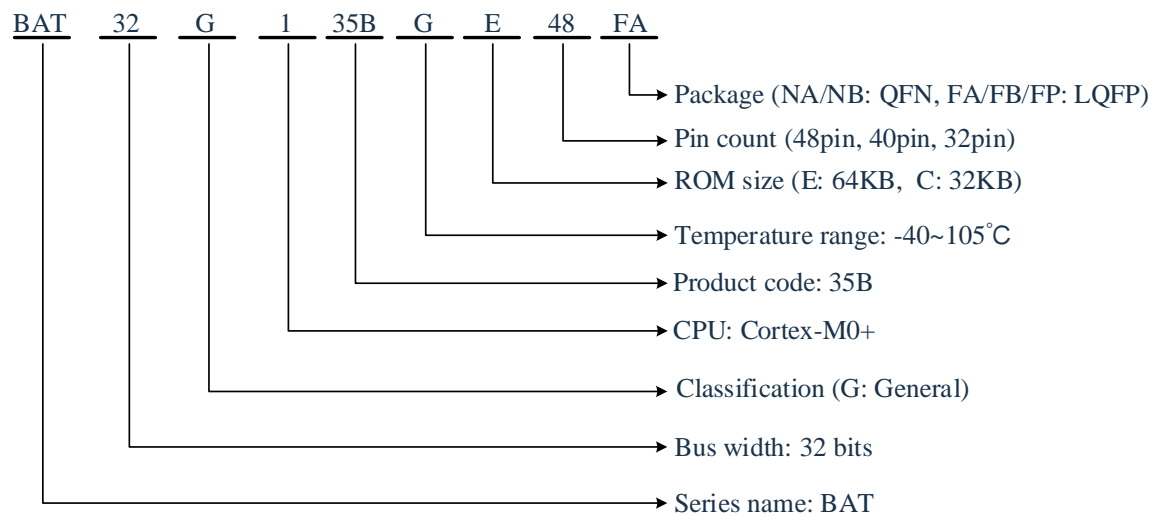 BAT 32 G 1 35B G E 48 FA
Package (NA/NB: QFN, FA/FB/FP: LQFP)
Pin count (48pin, 40pin, 32pin)
ROM size (E: 64KB, C: 32KB)
Temperature range: -40~105℃
Product code: 35B
CPU: Cortex-M0+
Classification (G: General)
Bus width: 32 bits
Series name: BAT